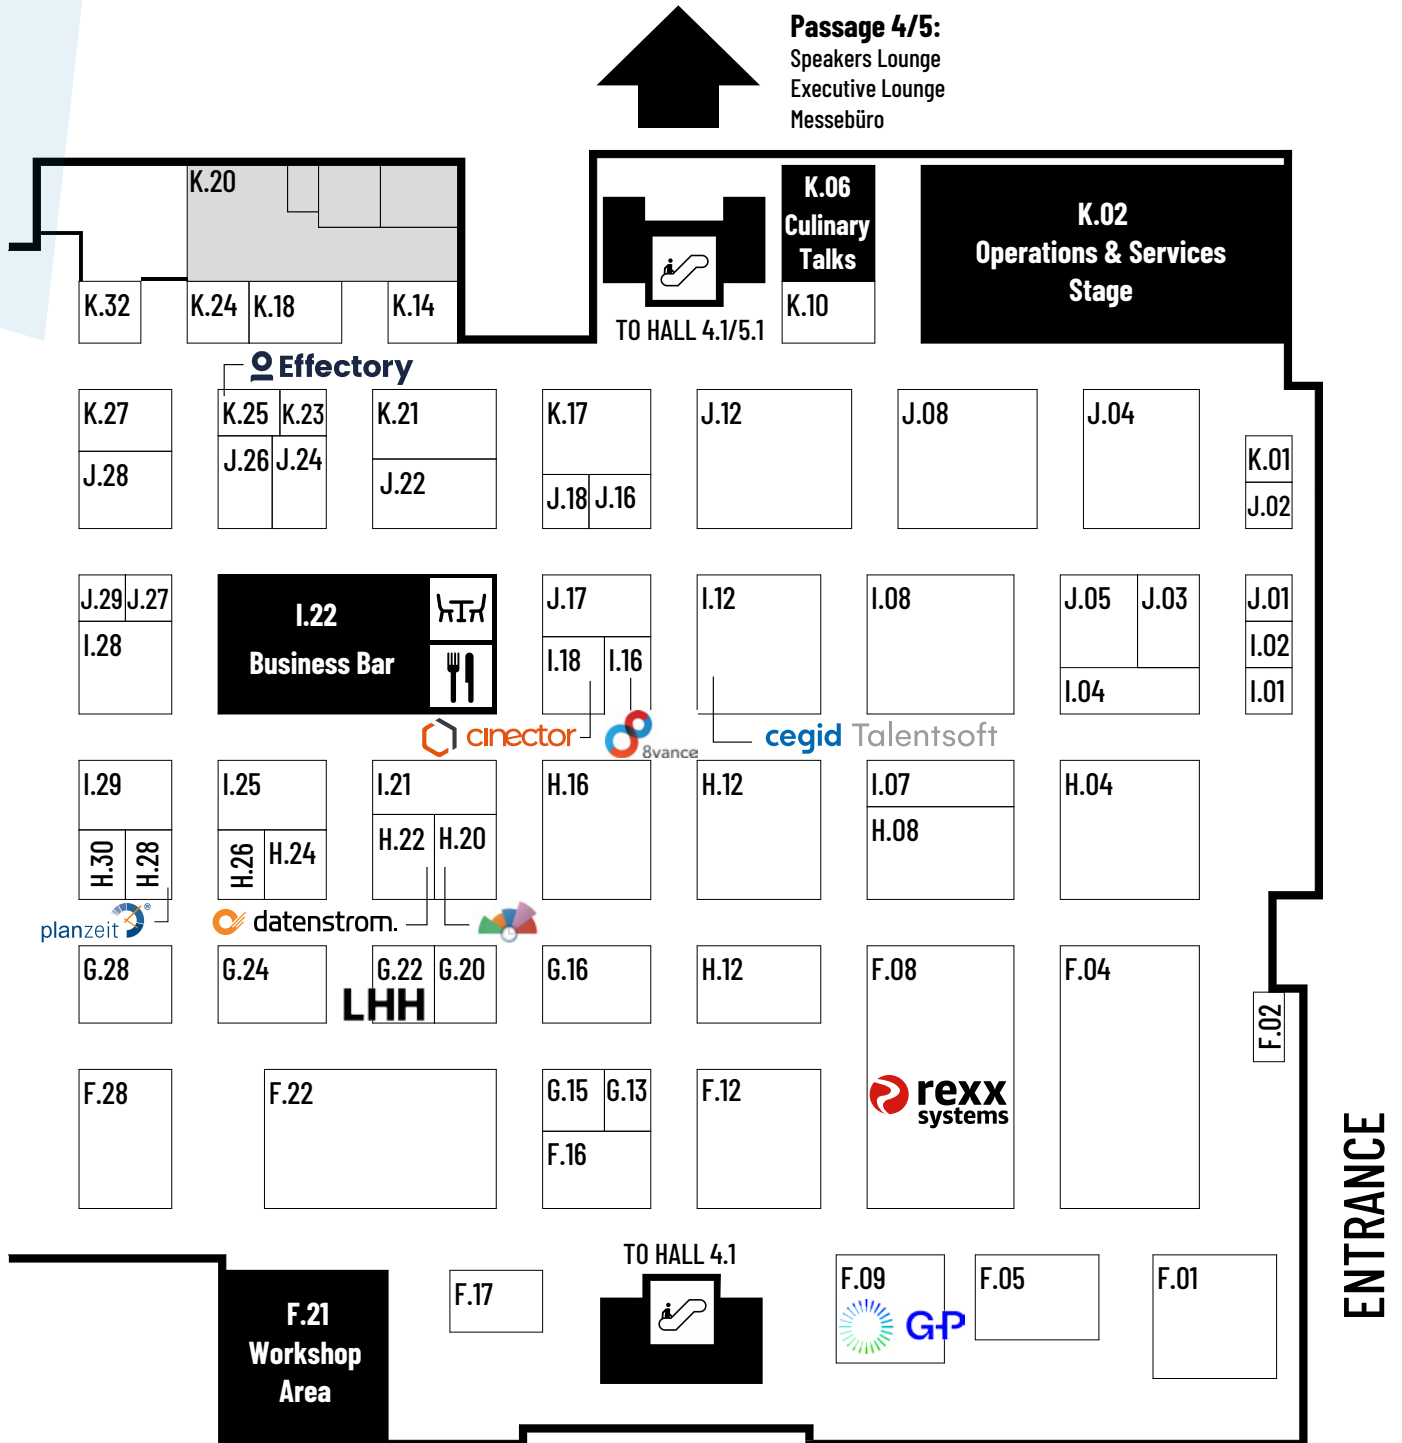 Passage 4/5:
Speakers Lounge
Executive Lounge
Messebüro
K.20
K.06
Culinary
Talks
K.02
Operations & Services
Stage
K.32
K.24
K.18
K.14
K.10
TO HALL 4.1/5.1
Effectory
K.27
K.25
K.23
K.21
K.17
J.12
J.08
J.04
K.01
J.28
J.26
J.24
J.22
J.18
J.16
J.02
J.29
J.27
I.22
Business Bar
J.17
I.12
I.08
J.05
J.03
J.01
I.28
I.18
I.16
I.02
I.04
I.01
cinector
8vance
cegid Talentsoft
I.29
I.25
I.21
H.16
H.12
I.07
H.04
H.30
H.28
H.26
H.24
H.22
H.20
H.08
planzeit
®
datenstrom.
G.28
G.24
G.22
G.20
G.16
H.12
F.08
F.04
LHH
F.02
F.28
F.22
G.15
G.13
F.12
rexx
systems
F.16
ENTRANCE
TO HALL 4.1
F.21
Workshop
Area
F.17
F.09
F.05
F.01
G-P